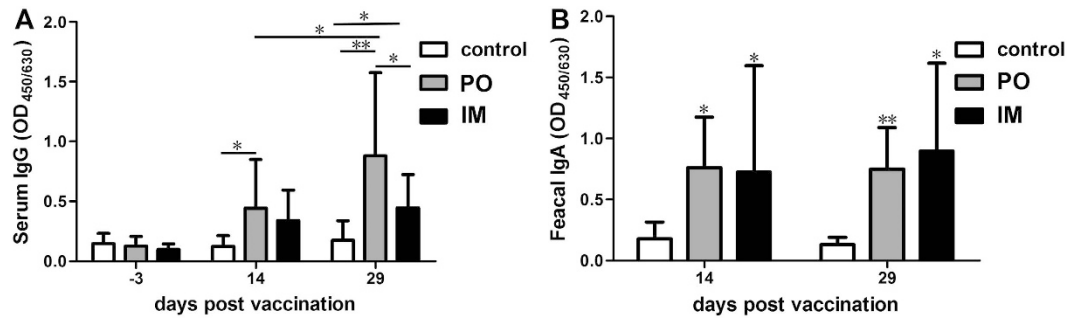 A
Serum IgG (OD450/630)
2.0
1.5
1.0
0.5
0.0
* * ** *
*
-3 14 29
days post vaccination
control
PO
IM
B
Feacal IgA (OD450/630)
2.0
1.5
1.0
0.5
0.0
* * ** *
14 29
days post vaccination
control
PO
IM